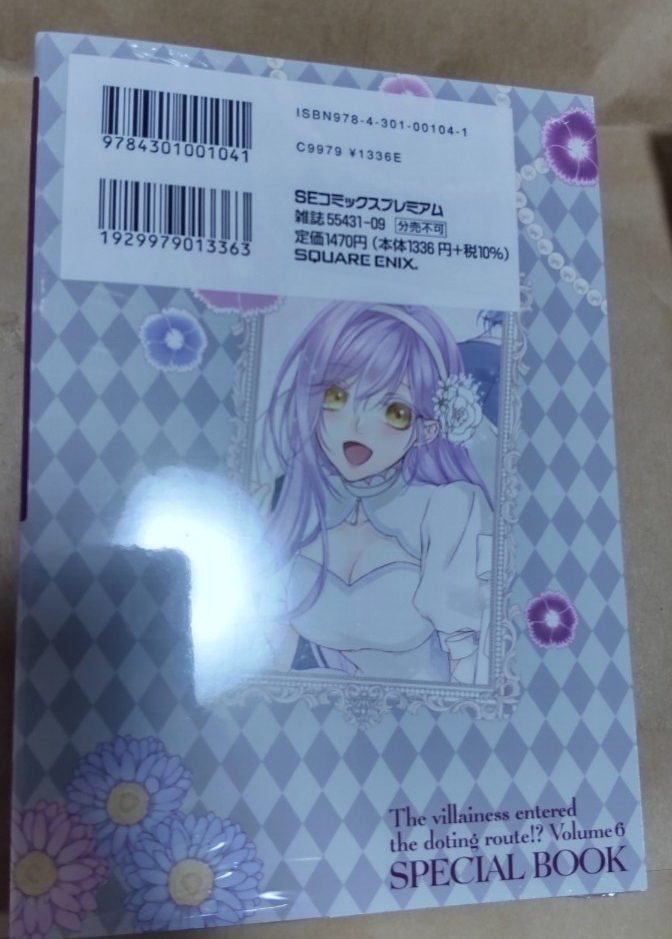 ISBN978-4-301-00104-1
9784301001041
C9979 ¥1336E
1929979013363
SEコミックスプレミアム
雑誌 55431-09 分売不可
定価1470円 (本体1336円+税10%)
SQUARE ENIX.
The villainess entered
the doting route!? Volume 6
SPECIAL BOOK